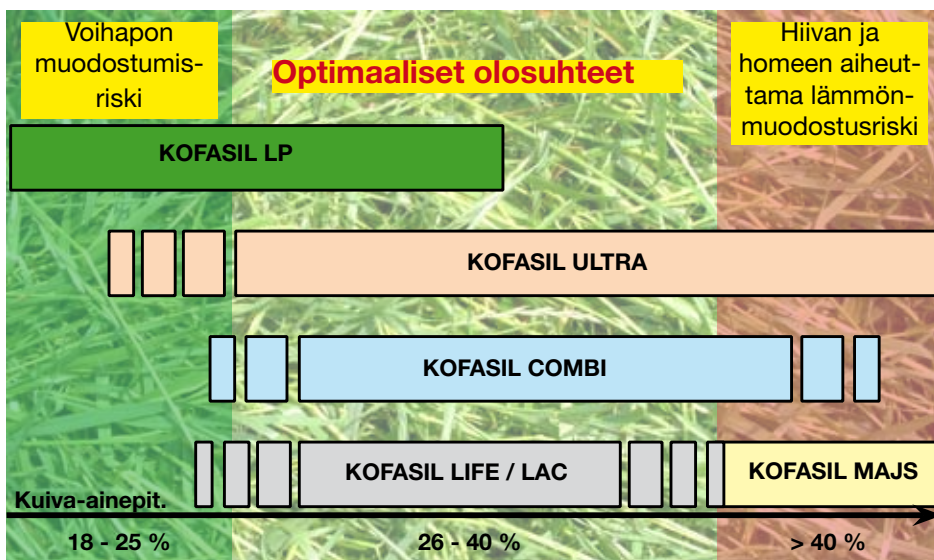 Voihapon
muodostumis-
riski
Optimaaliset olosuhteet
Hiivan ja
homeen aiheut-
tama lämmön-
muodostusriski
KOFASIL LP
KOFASIL ULTRA
KOFASIL COMBI
KOFASIL LIFE / LAC
KOFASIL MAJS
Kuiva-ainepit.
18 - 25 %
26 - 40 %
> 40 %